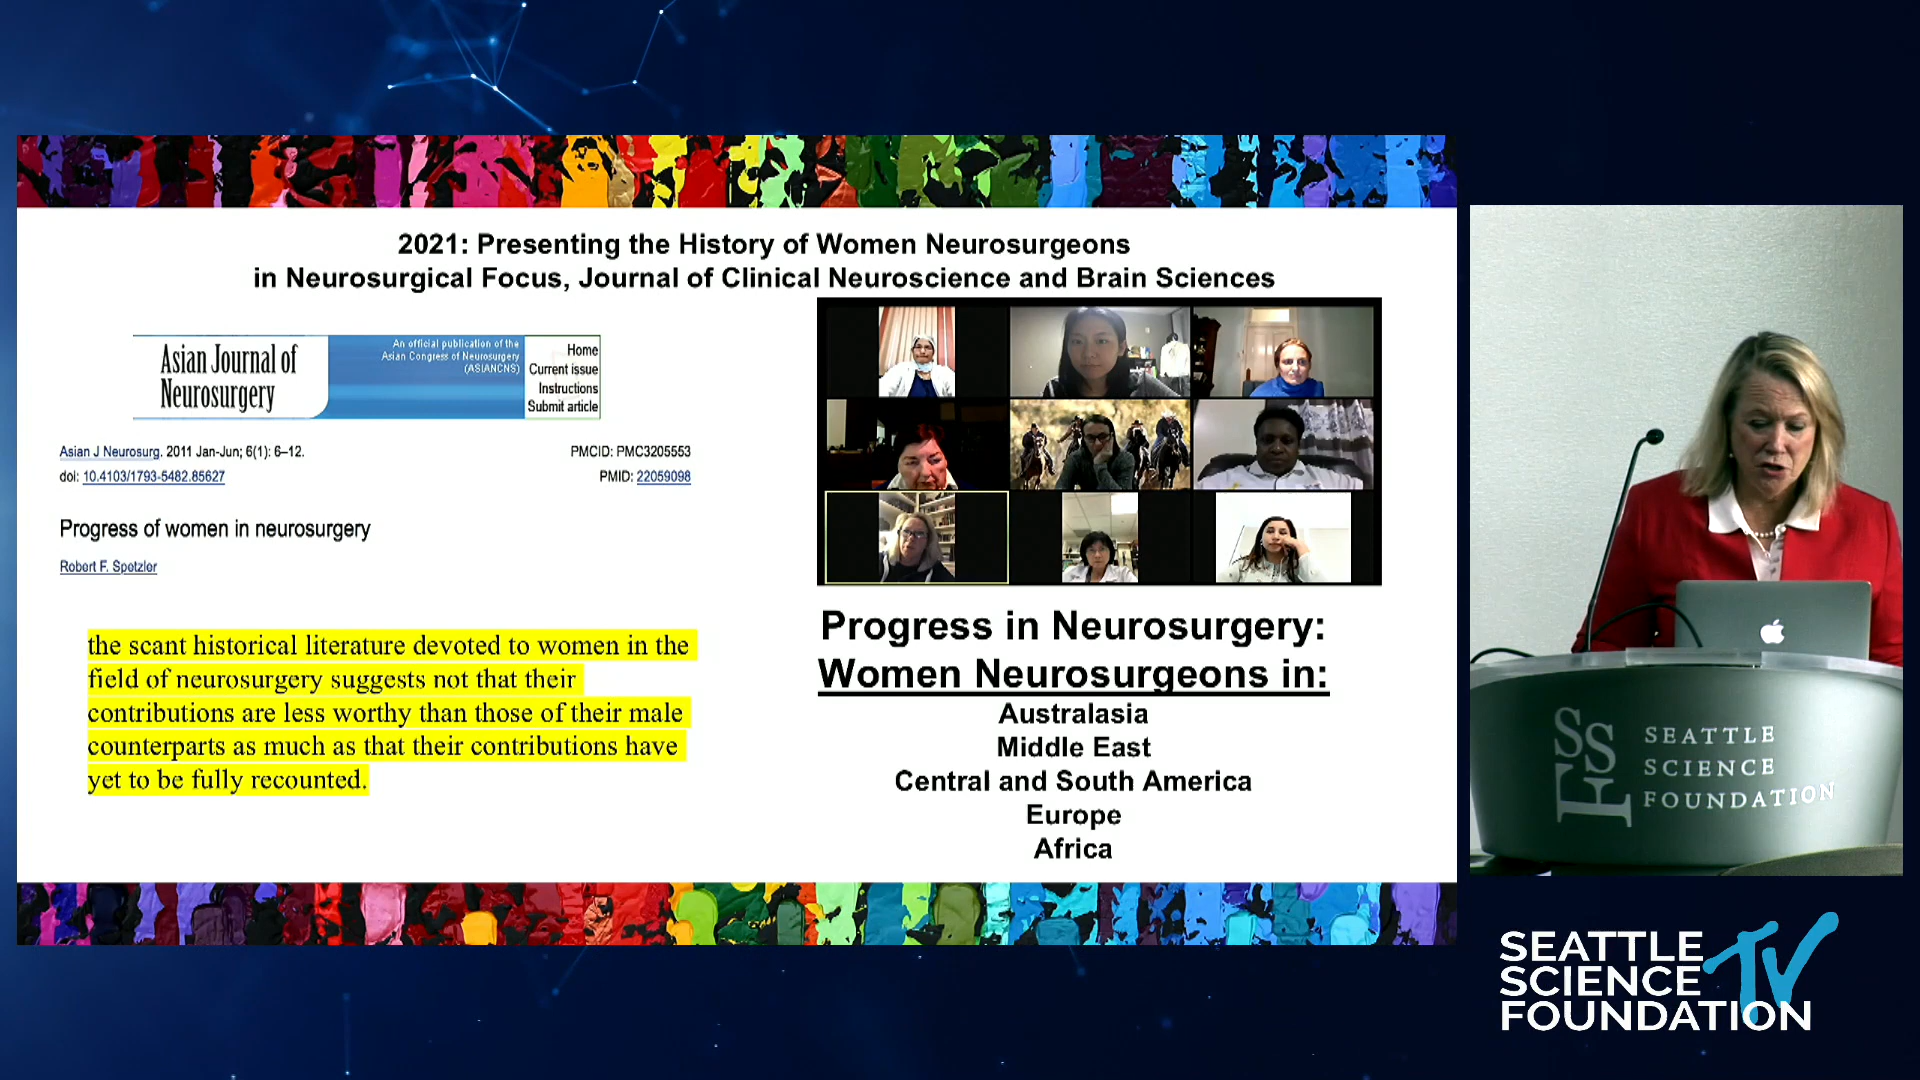 2021: Presenting the History of Women Neurosurgeons
in Neurosurgical Focus, Journal of Clinical Neuroscience and Brain Sciences
Asian Journal of
Neurosurgery
An official publication of the
Asian Congress of Neurosurgery
(ASIANCNS)
Home
Current issue
Instructions
Submit article
Asian J Neurosurg. 2011 Jan-Jun; 6(1): 6–12.
doi: 10.4103/1793-5482.85627
PMCID: PMC3205553
PMID: 22059098
Progress of women in neurosurgery
Robert F. Spetzler
the scant historical literature devoted to women in the
field of neurosurgery suggests not that their
contributions are less worthy than those of their male
counterparts as much as that their contributions have
yet to be fully recounted.
Progress in Neurosurgery:
Women Neurosurgeons in:
Australasia
Middle East
Central and South America
Europe
Africa
SSF
SEATTLE
SCIENCE
FOUNDATION
SEATTLE
SCIENCE
FOUNDATION
TV